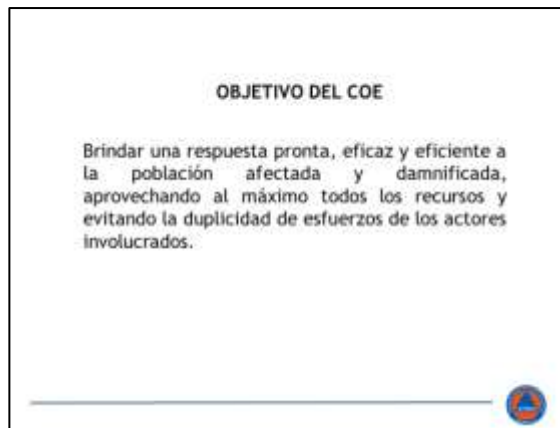 OBJETIVO DEL COE
Brindar una respuesta pronta, eficaz y eficiente a
la población afectada y damnificada,
aprovechando al máximo todos los recursos y
evitando la duplicidad de esfuerzos de los actores
involucrados.